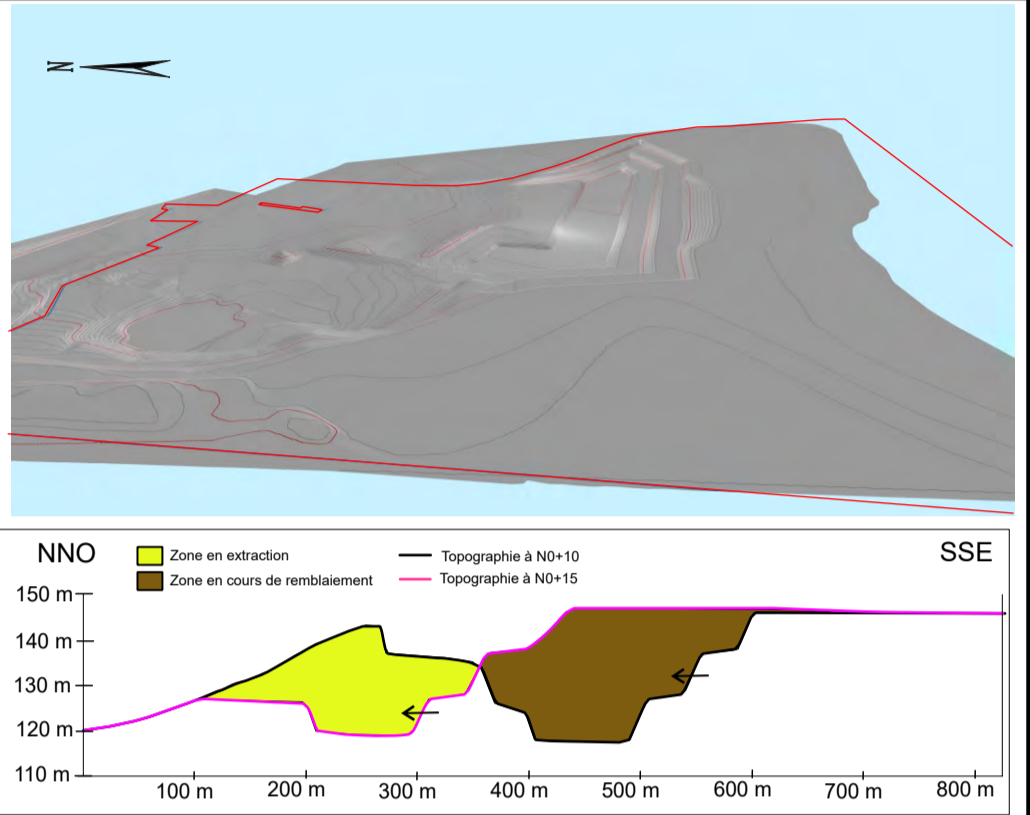 N
NNO
SSE
Zone en extraction
Zone en cours de remblaiement
Topographie à N0+10
Topographie à N0+15
150 m
140 m
130 m
120 m
110 m
100 m
200 m
300 m
400 m
500 m
600 m
700 m
800 m